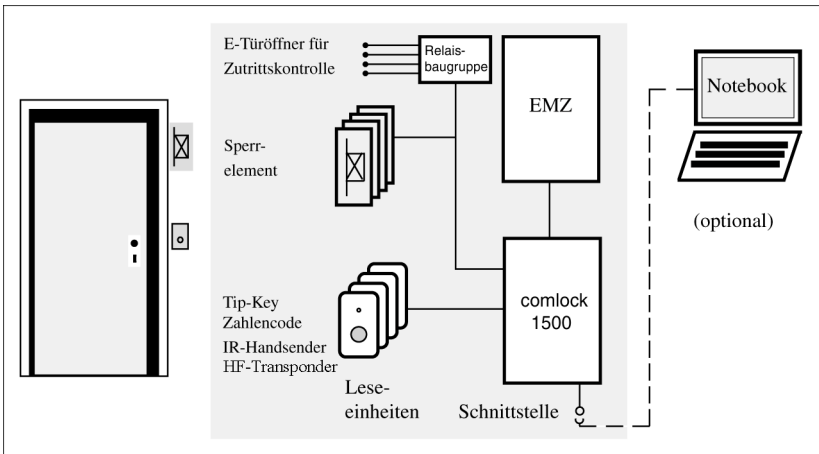 E-Türöffner für
Zutrittskontrolle
Relais-
baugruppe
EMZ
Notebook
(optional)
Sperr-
element
comlock
1500
Tip-Key
Zahlencode
IR-Handsender
HF-Transponder
Lese-
einheiten
Schnittstelle